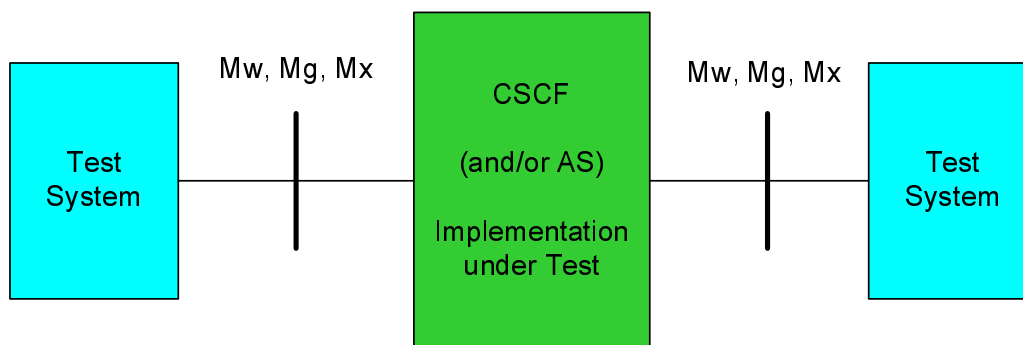 Test
System
Mw, Mg, Mx
CSCF
(and/or AS)
Implementation
under Test
Mw, Mg, Mx
Test
System